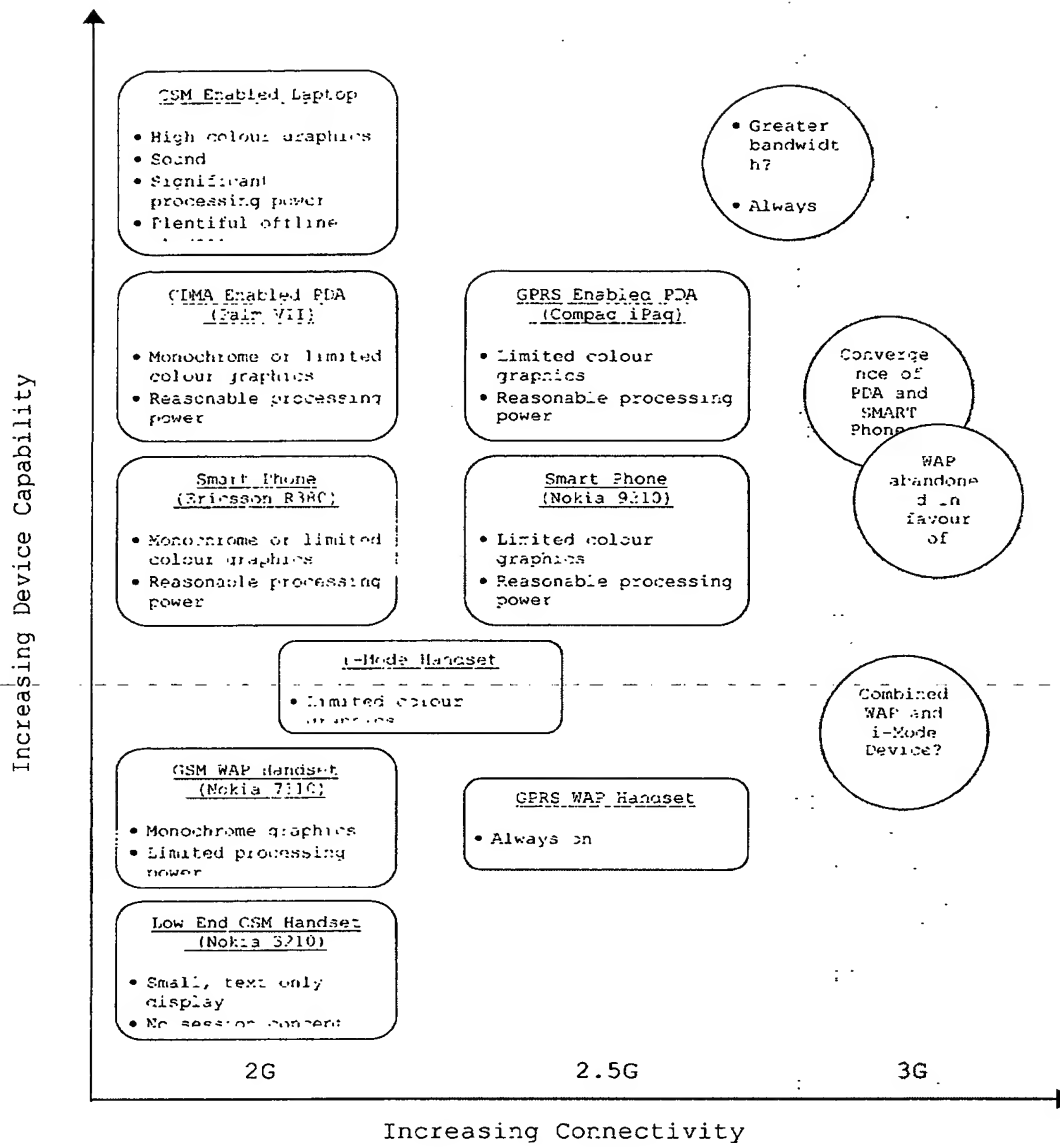 GSM Enabled Laptop
• High colour graphics
• Sound
• Significant
processing power
• Plentiful offline
• Greater
bandwidt
h?
• Always
CDMA Enabled PDA
(Palm VII)
• Monochrome or limited
colour graphics
• Reasonable processing
power
GPRS Enabled PDA
(Compaq iPaq)
• Limited colour
graphics
• Reasonable processing
power
Converge
nce of
PDA and
SMART
Phone
Smart Phone
(Ericsson R380)
• Monochrome or limited
colour graphics
• Reasonable processing
power
Smart Phone
(Nokia 9210)
• Limited colour
graphics
• Reasonable processing
power
WAP
abandone
d in
favour
of
i-Mode Handset
• Limited colour
graphics
Combined
WAP and
i-Mode
Device?
GSM WAP Handset
(Nokia 7110)
• Monochrome graphics
• Limited processing
power
GPRS WAP Handset
• Always on
Low End GSM Handset
(Nokia 3210)
• Small, text only
display
• No session concept
Increasing Device Capability
2G
2.5G
3G
Increasing Connectivity